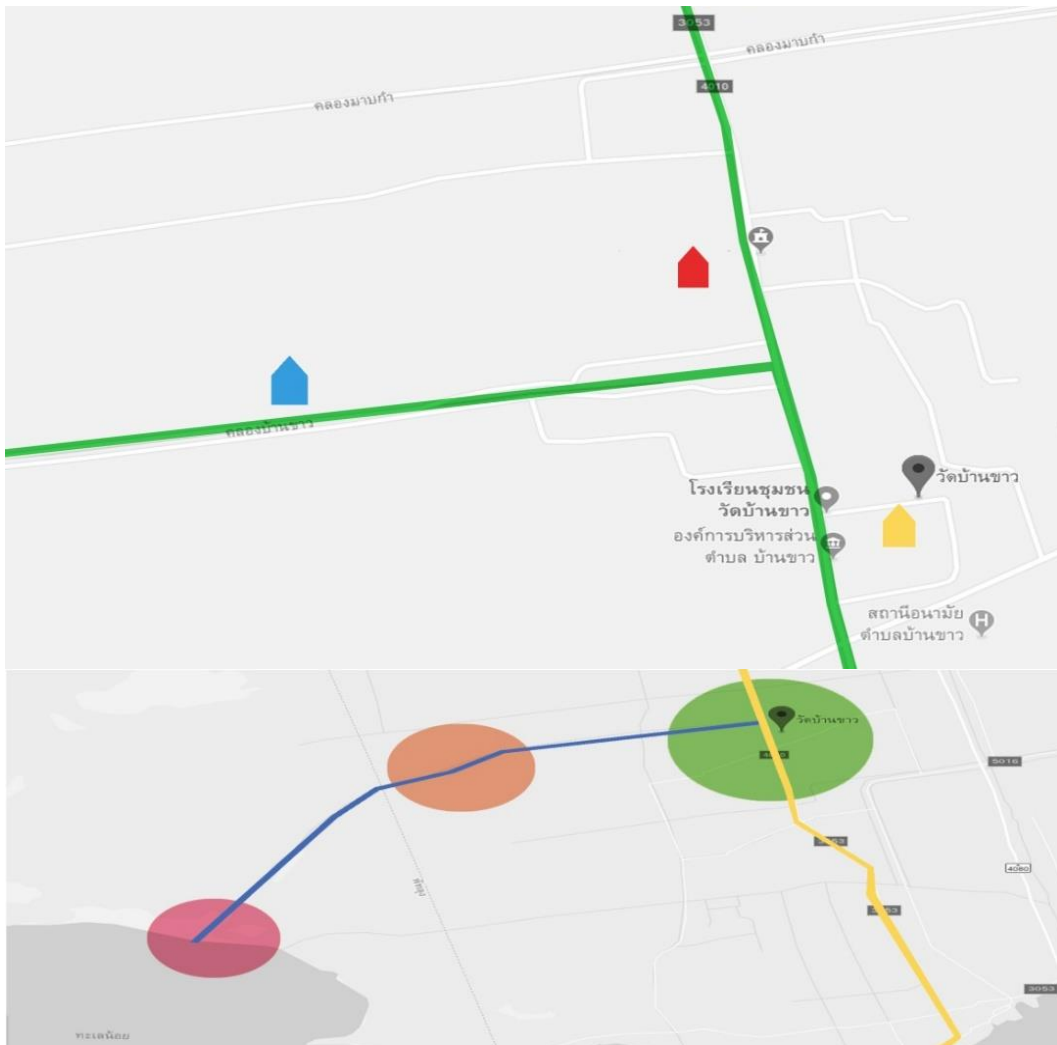 3053
คลองมาบกำ
4010
คลองมาบกำ
คลองบ้านขาว
วัดบ้านขาว
โรงเรียนชุมชน
วัดบ้านขาว
องค์การบริหารส่วน
ตำบล บ้านขาว
สถานีอนามัย
ตำบลบ้านขาว
H
วัดบ้านขาว
5016
3053
4080
3053
3053
ทะเลน้อย